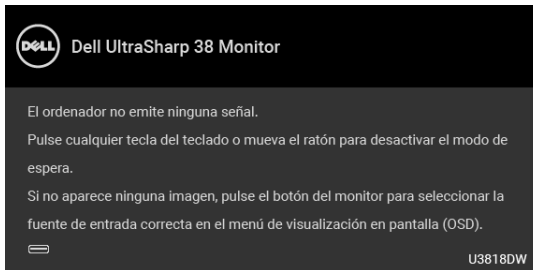 DELL
Dell UltraSharp 38 Monitor
El ordenador no emite ninguna señal.
Pulse cualquier tecla del teclado o mueva el ratón para desactivar el modo de
espera.
Si no aparece ninguna imagen, pulse el botón del monitor para seleccionar la
fuente de entrada correcta en el menú de visualización en pantalla (OSD).
U3818DW